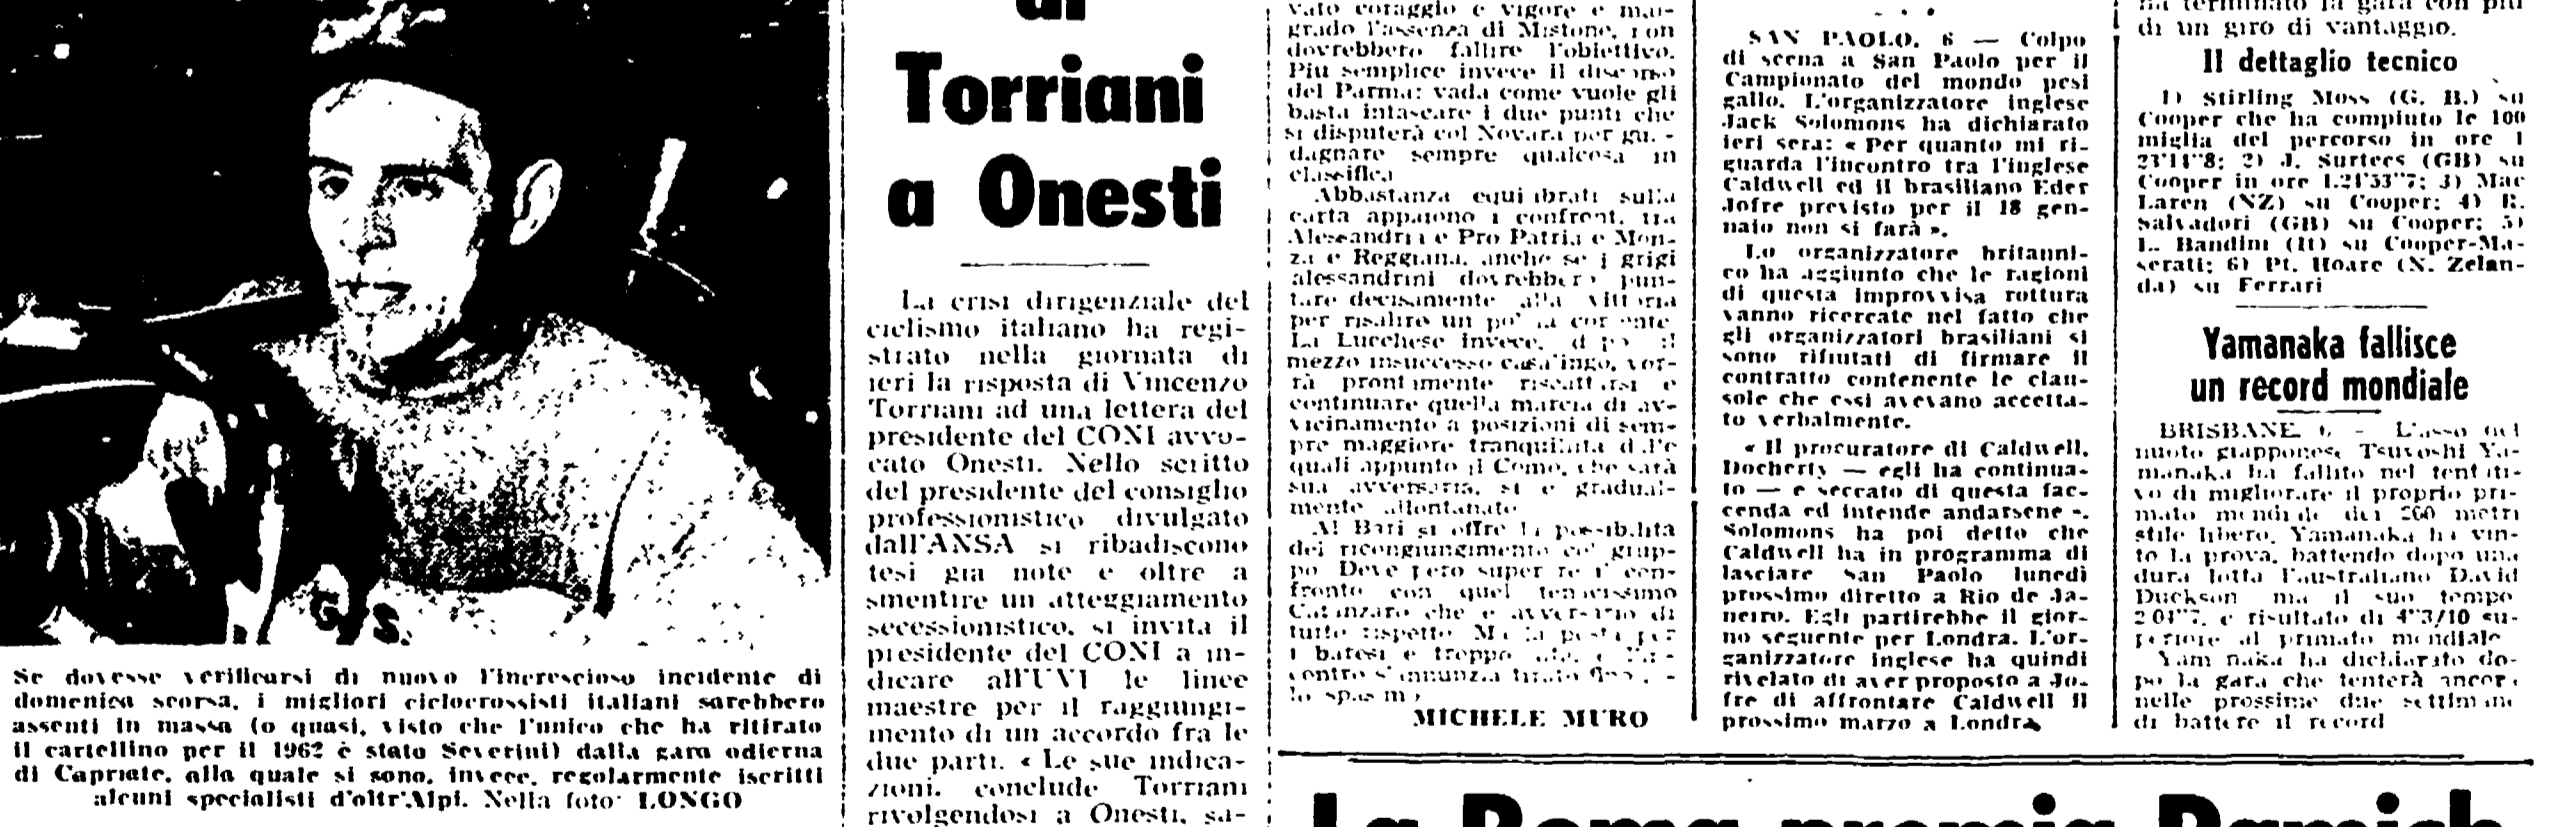 Se dovesse verificarsi di nuovo l'increscioso incidente di
domenica scorsa, i migliori ciclocrossisti italiani sarebbero
assenti in massa (o quasi, visto che l'unico che ha ritirato
il cartellino per il 1962 è stato Severini) dalla gara odierna
di Capriate, alla quale si sono, invece, regolarmente iscritti
alcuni specialisti d'oltr'Alpi. Nella foto: LONGO
di
Torriani
a Onesti
La crisi dirigenziale del
ciclismo italiano ha regi-
strato nella giornata di
ieri la risposta di Vincenzo
Torriani ad una lettera del
presidente del CONI avvo-
cato Onesti. Nello scritto
del presidente del consiglio
professionistico divulgato
dall'ANSA si ribadiscono
tesi già note e oltre a
smentire un atteggiamento
secessionistico, si invita il
presidente del CONI a in-
dicare all'UVI le linee
maestre per il raggiungi-
mento di un accordo fra le
due parti. « Le sue indica-
zioni, conclude Torriani
rivolgendosi a Onesti, sa-
vato coraggio e vigore e mal-
grado l'assenza di Mistone, non
dovrebbero fallire l'obiettivo.
Più semplice invece il discorso
del Parma: vada come vuole gli
basta intascare i due punti che
si disputerà col Novara per gua-
dagnare sempre qualcosa in
classifica
Abbastanza equilibrati sulla
carta appaiono i confronti tra
Alessandria e Pro Patria e Mon-
za e Reggiana, anche se i grigi
alessandrini dovrebbero pun-
tare decisamente alla vittoria
per risalire un po' la corrente.
La Lucchese invece, dopo il
mezzo insuccesso casalingo, vor-
rà prontamente riscattarsi e
continuare quella marcia di av-
vicinamento a posizioni di sem-
pre maggiore tranquillità dalle
quali appunto il Como, che sarà
sua avversaria, si è gradual-
mente allontanato
Al Bari si offre la possibilità
del ricongiungimento col grup-
po. Deve però superare il con-
fronto con quel tenacissimo
Catanzaro che è avversario di
tutto rispetto. Ma la posta per
i baresi è troppo
contro s'annunzia tirato fino
lo spasimo
MICHELE MURO
SAN PAOLO, 6 — Colpo
di scena a San Paolo per il
Campionato del mondo pesi
gallo. L'organizzatore inglese
Jack Solomons ha dichiarato
ieri sera: « Per quanto mi ri-
guarda l'incontro tra l'inglese
Caldwell ed il brasiliano Eder
Jofre previsto per il 18 gen-
naio non si farà ».
Lo organizzatore britanni-
co ha aggiunto che le ragioni
di questa improvvisa rottura
vanno ricercate nel fatto che
gli organizzatori brasiliani si
sono rifiutati di firmare il
contratto contenente le clau-
sole che essi avevano accetta-
to verbalmente.
« Il procuratore di Caldwell,
Docherty — egli ha continua-
to — è seccato di questa fac-
cenda ed intende andarsene ».
Solomons ha poi detto che
Caldwell ha in programma di
lasciare San Paolo lunedì
prossimo diretto a Rio de Ja-
neiro. Egli partirebbe il gior-
no seguente per Londra. L'or-
ganizzatore inglese ha quindi
rivelato di aver proposto a Jo-
fre di affrontare Caldwell il
prossimo marzo a Londra.
ha terminato la gara con più
di un giro di vantaggio.
Il dettaglio tecnico
1) Stirling Moss (G. B.) su
Cooper che ha compiuto le 100
miglia del percorso in ore 1
23'14"8; 2) J. Surtees (GB) su
Cooper in ore 1.21'53"7; 3) Mac
Laren (NZ) su Cooper; 4) R.
Salvadori (GB) su Cooper; 5)
L. Bandini (It) su Cooper-Ma-
serati; 6) Pt. Hoare (N. Zelan-
da) su Ferrari
Yamanaka fallisce
un record mondiale
BRISBANE, 6 — L'asso del
nuoto giapponese Tsuyoshi Ya-
manaka ha fallito nel tentati-
vo di migliorare il proprio pri-
mato mondiale dei 200 metri
stile libero. Yamanaka ha vin-
to la prova, battendo dopo una
dura lotta l'australiano David
Dickson ma il suo tempo
2'04"7, è risultato di 4"3/10 su-
periore al primato mondiale
Yamanaka ha dichiarato do-
po la gara che tenterà ancora
nelle prossime due settimane
di battere il record
La Roma premia Damich